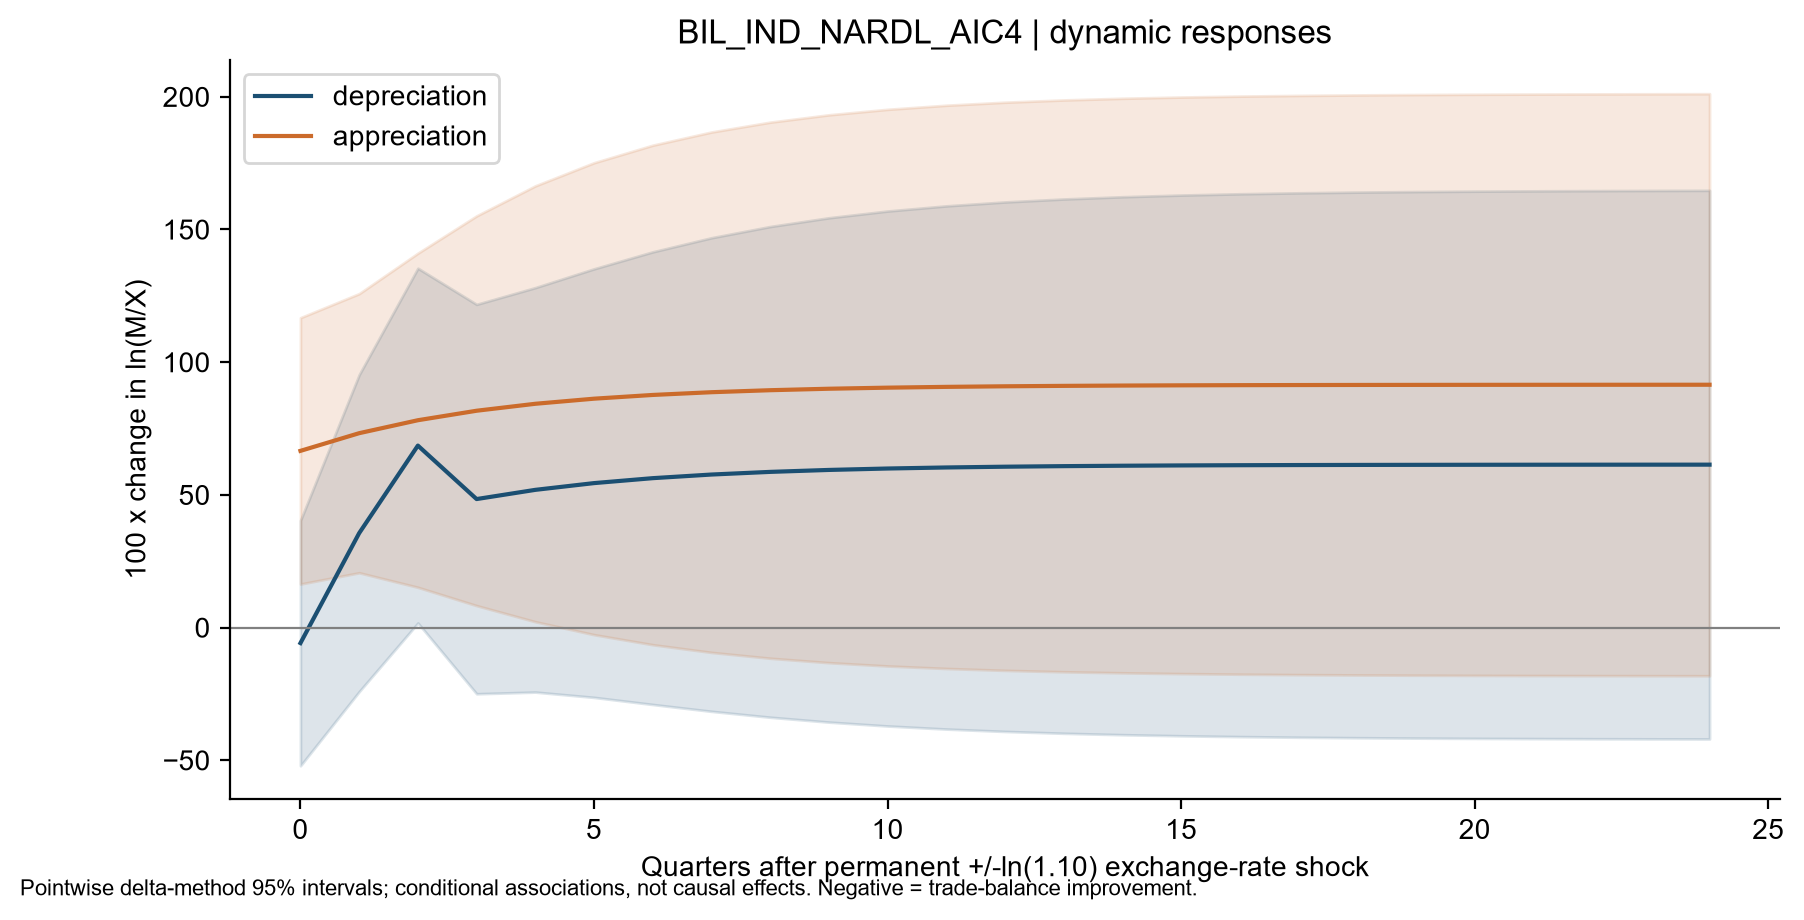 BIL_IND_NARDL_AIC4 | dynamic responses
depreciation
appreciation
100 x change in ln(M/X)
200
150
100
50
0
−50
0
5
10
15
20
25
Quarters after permanent +/-ln(1.10) exchange-rate shock
Pointwise delta-method 95% intervals; conditional associations, not causal effects. Negative = trade-balance improvement.